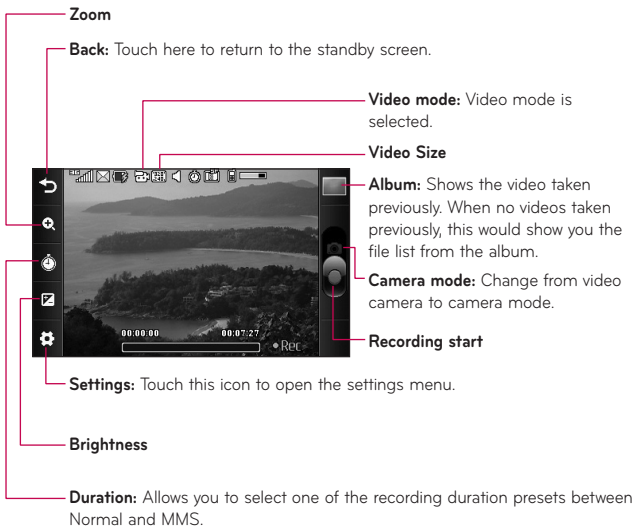 Zoom
Back: Touch here to return to the standby screen.
Video mode: Video mode is
selected.
Video Size
Album: Shows the video taken
previously. When no videos taken
previously, this would show you the
file list from the album.
Camera mode: Change from video
camera to camera mode.
Recording start
3G
00:00:00
00:07:27
Rec
Settings: Touch this icon to open the settings menu.
Brightness
Duration: Allows you to select one of the recording duration presets between
Normal and MMS.